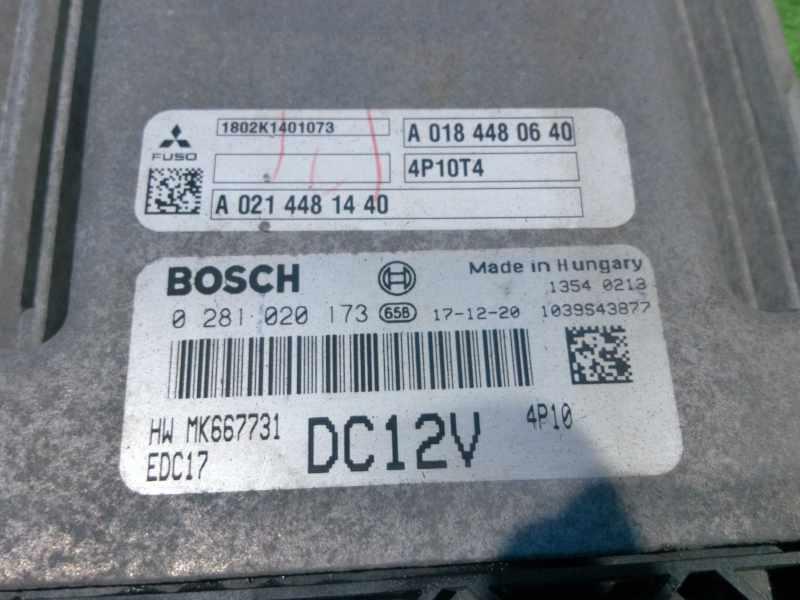 1802K1401073
A 018 448 06 40
FUSO
4P10T4
A 021 448 14 40
BOSCH
Made in Hungary
1354 0213
0 281 020 173 658 17-12-20 1039S43877
HW MK667731 DC12V 4P10
EDC17